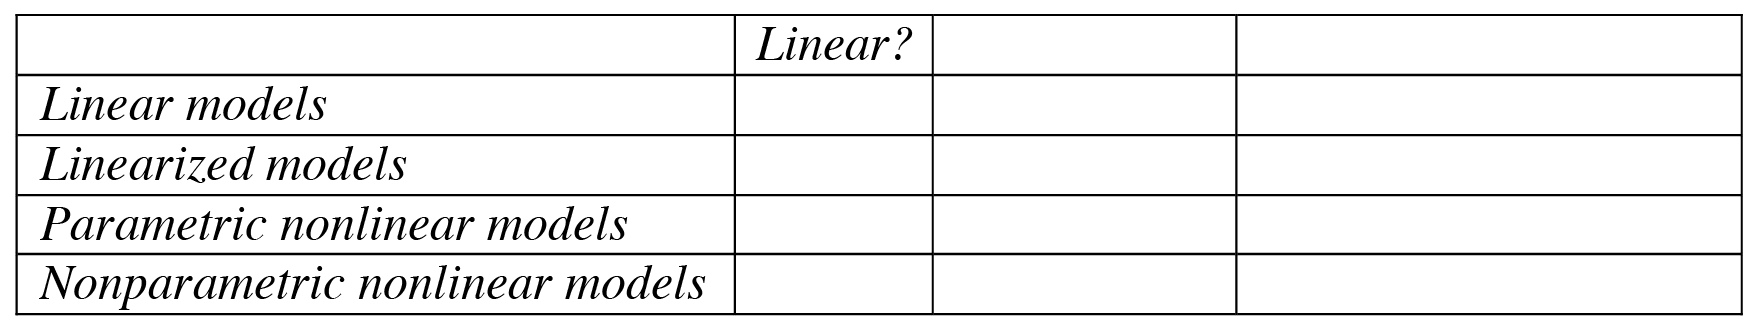 Linear?
Linear models
Linearized models
Parametric nonlinear models
Nonparametric nonlinear models